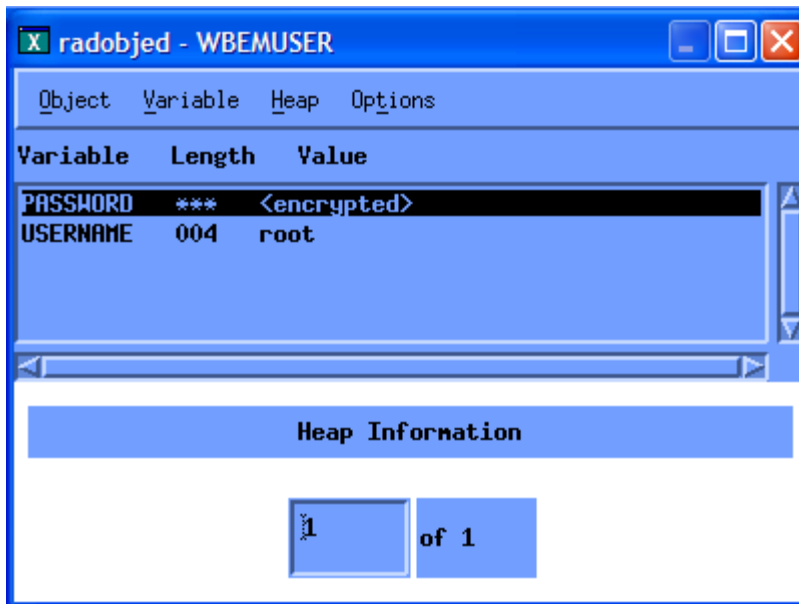 X radobjed - WBEMUSER
Object Variable Heap Options
Variable Length Value
PASSWORD *** <encrypted>
USERNAME 004 root
Heap Information
1 of 1